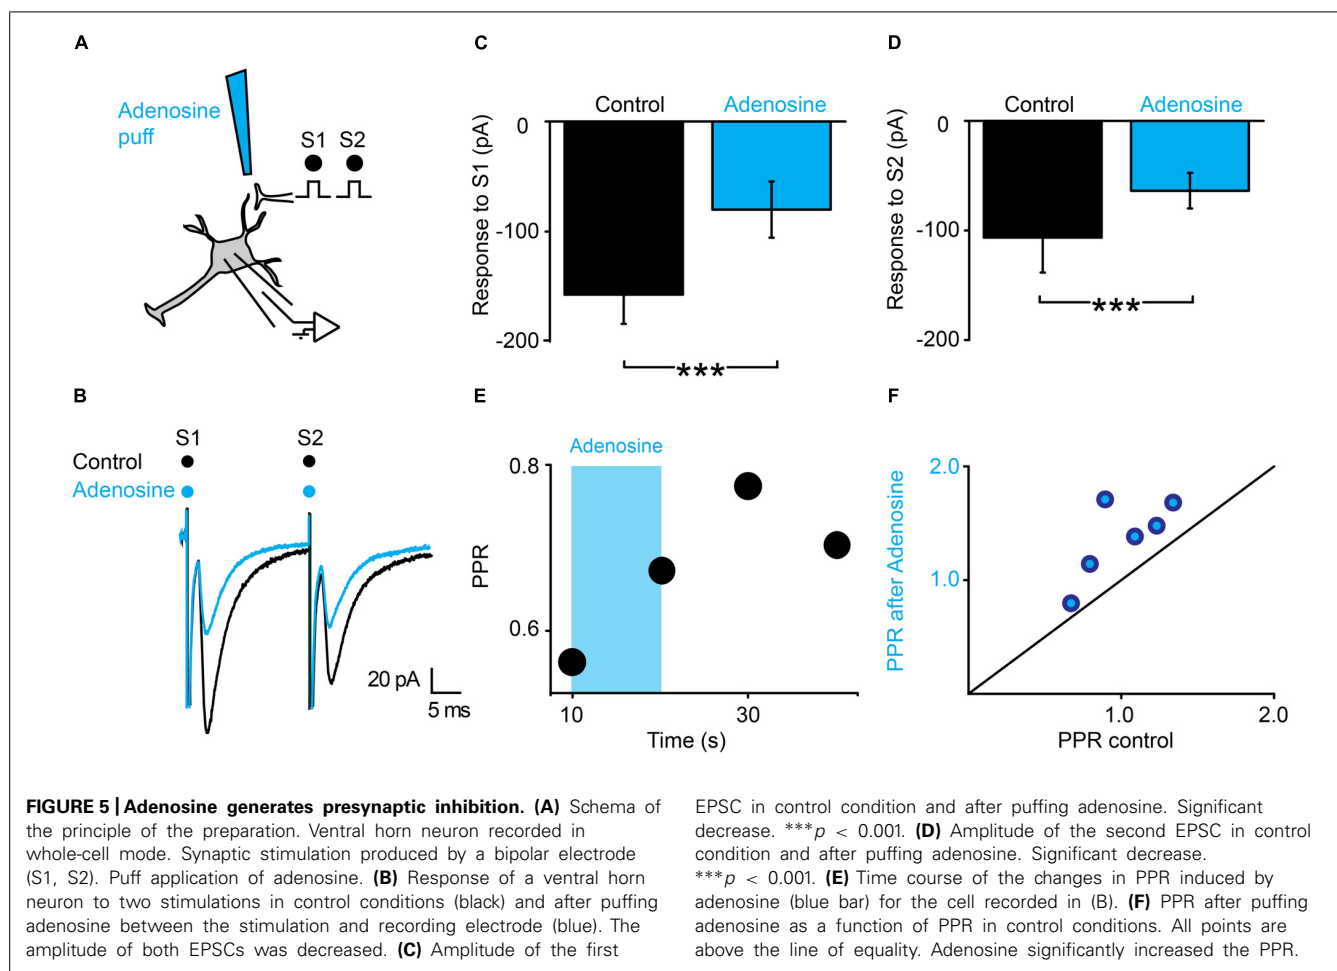 A
Adenosine
puff
S1 S2
C
Control Adenosine
0
-100
-200
Response to S1 (pA)
***
D
Control Adenosine
0
-100
-200
Response to S2 (pA)
***
B
S1 S2
Control
Adenosine
20 pA
5 ms
E
Adenosine
0.8
0.6
PPR
10 30
Time (s)
F
2.0
1.0
PPR after Adenosine
1.0 2.0
PPR control
FIGURE 5 | Adenosine generates presynaptic inhibition. (A) Schema of
the principle of the preparation. Ventral horn neuron recorded in
whole-cell mode. Synaptic stimulation produced by a bipolar electrode
(S1, S2). Puff application of adenosine. (B) Response of a ventral horn
neuron to two stimulations in control conditions (black) and after puffing
adenosine between the stimulation and recording electrode (blue). The
amplitude of both EPSCs was decreased. (C) Amplitude of the first
EPSC in control condition and after puffing adenosine. Significant
decrease. ***p < 0.001. (D) Amplitude of the second EPSC in control
condition and after puffing adenosine. Significant decrease.
***p < 0.001. (E) Time course of the changes in PPR induced by
adenosine (blue bar) for the cell recorded in (B). (F) PPR after puffing
adenosine as a function of PPR in control conditions. All points are
above the line of equality. Adenosine significantly increased the PPR.